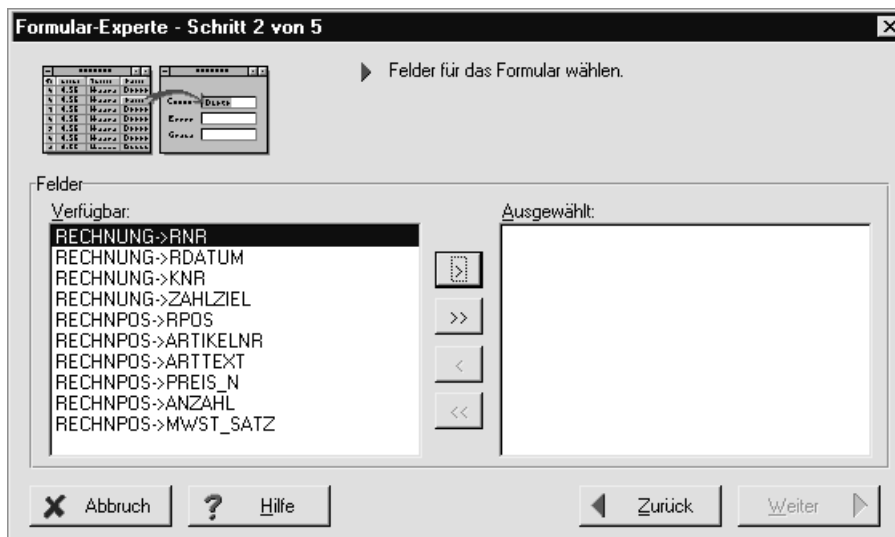 Formular-Experte - Schritt 2 von 5
Felder für das Formular wählen.
Felder
Verfügbar:
RECHNUNG->RNR
RECHNUNG->RDATUM
RECHNUNG->KNR
RECHNUNG->ZAHLZIEL
RECHNPOS->RPOS
RECHNPOS->ARTIKELNR
RECHNPOS->ARTTEXT
RECHNPOS->PREIS_N
RECHNPOS->ANZAHL
RECHNPOS->MWST_SATZ
>
>>
<
<<
Ausgewählt:
Abbruch
? Hilfe
Zurück
Weiter